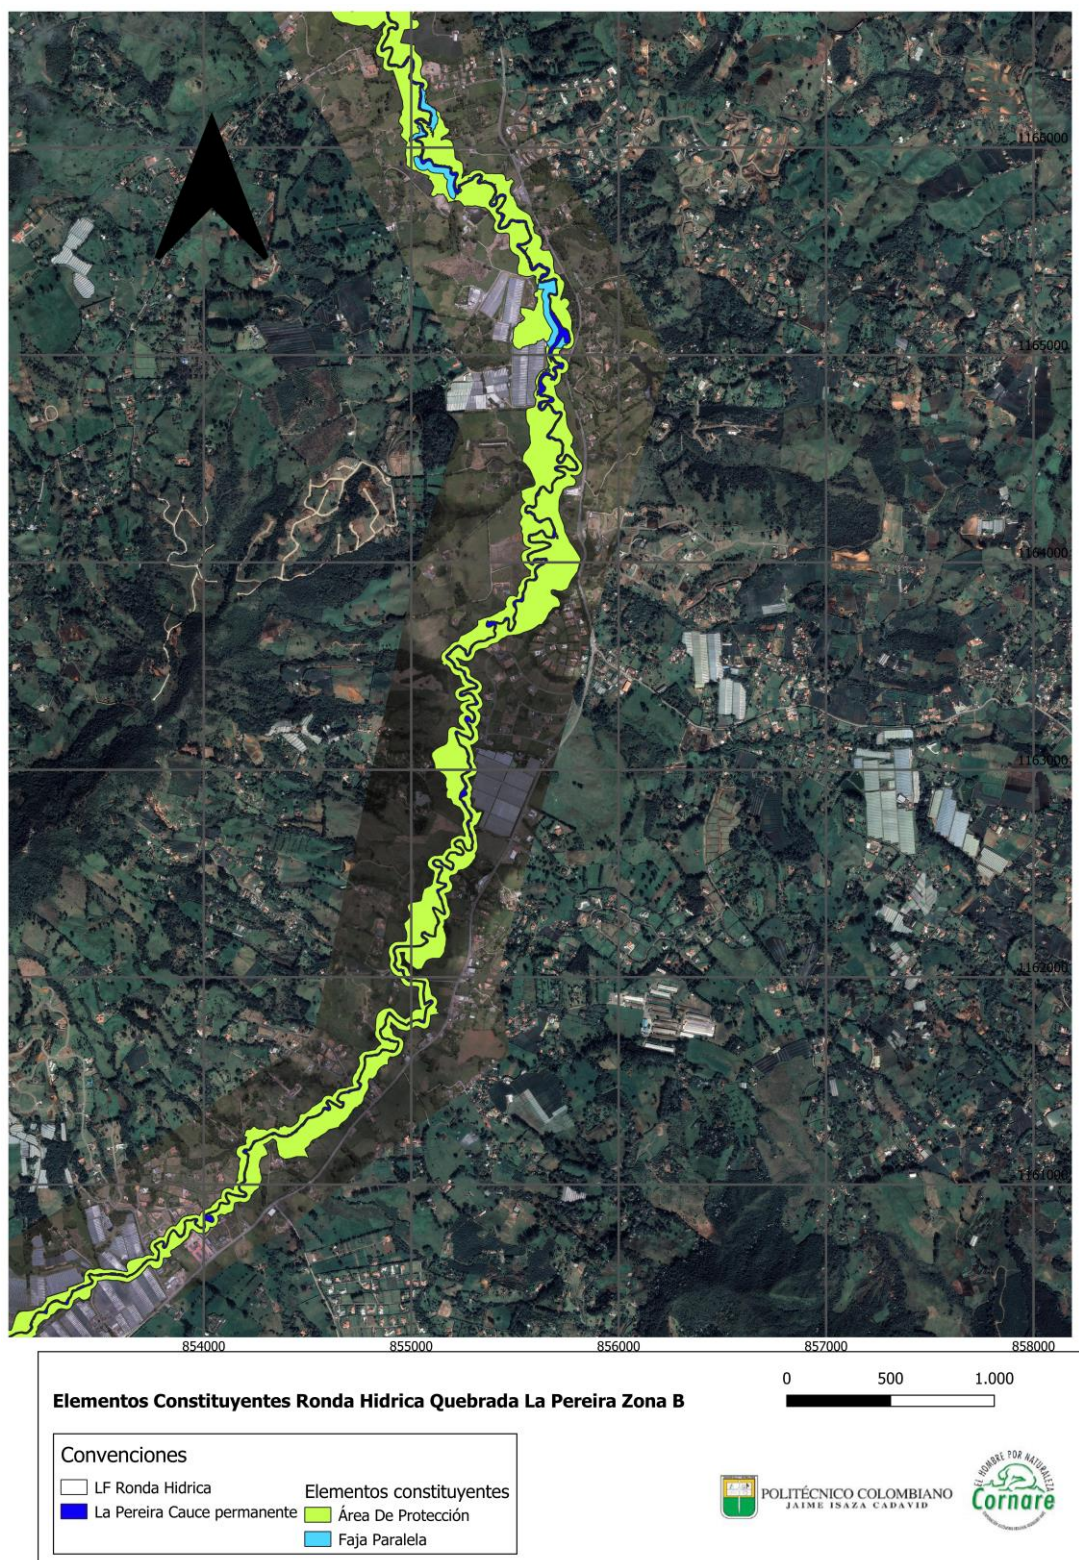 1166000
1165000
1164000
1163000
1162000
1161000
854000
855000
856000
857000
858000
Elementos Constituyentes Ronda Hidrica Quebrada La Pereira Zona B
0
500
1.000
Convenciones
LF Ronda Hidrica
La Pereira Cauce permanente
Elementos constituyentes
Área De Protección
Faja Paralela
POLITÉCNICO COLOMBIANO
JAIME ISAZA CADAVID
EL HOMBRE POR NATURALEZA
Cornare